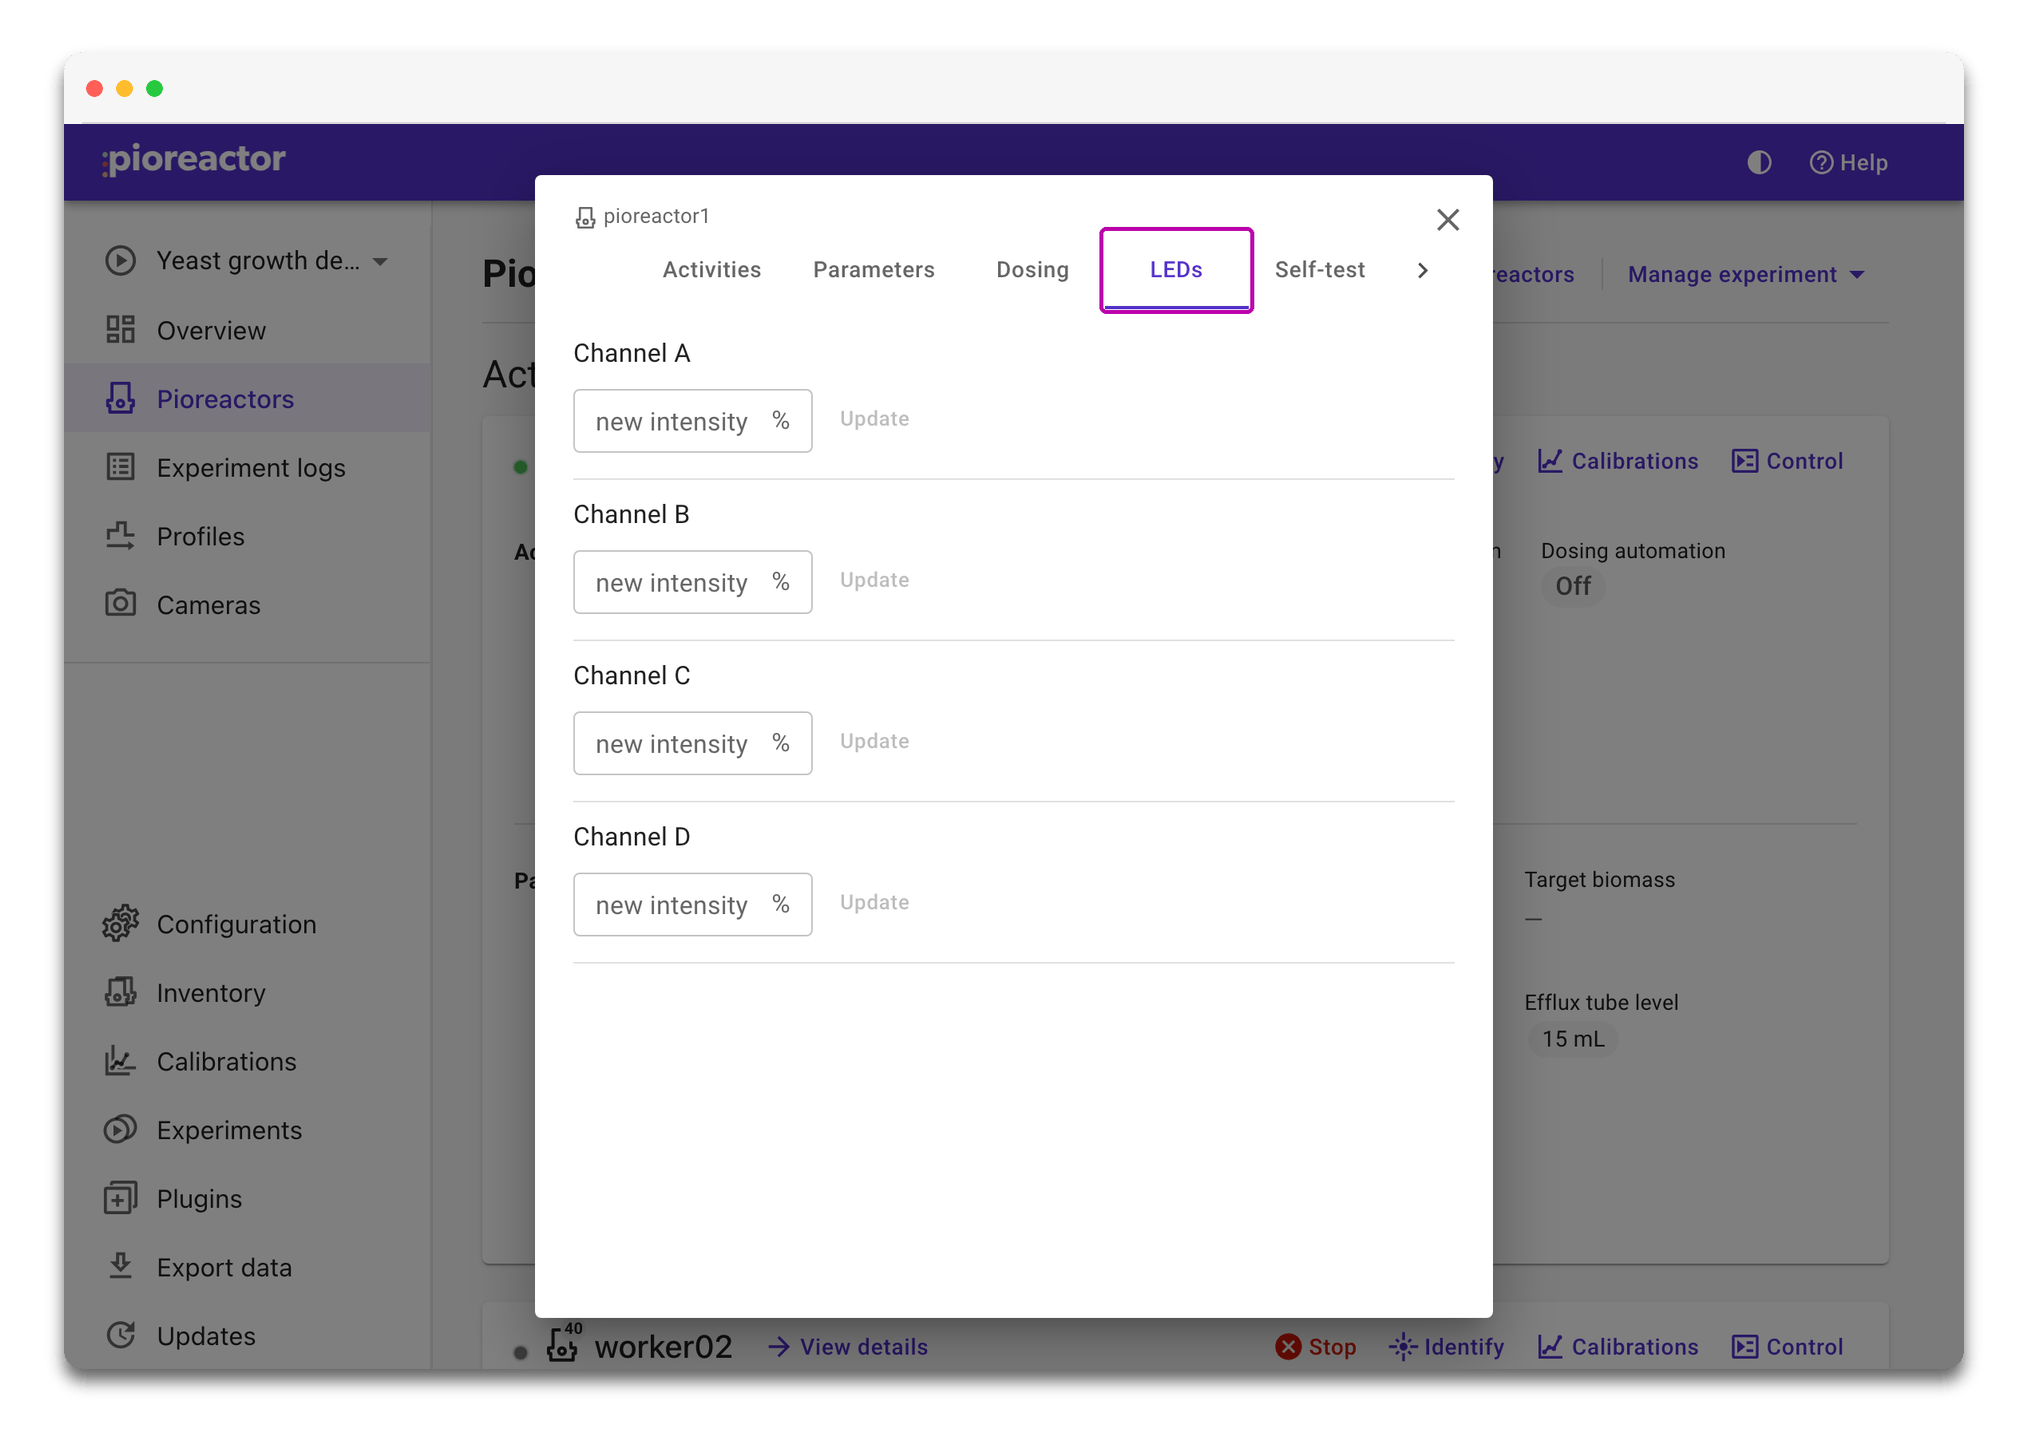 pioreactor
Help
Yeast growth de...
Overview
Pioreactors
Experiment logs
Profiles
Cameras
Configuration
Inventory
Calibrations
Experiments
Plugins
Export data
Updates
pioreactor1
Activities
Parameters
Dosing
LEDs
Self-test
Channel A
new intensity %
Update
Channel B
new intensity %
Update
Channel C
new intensity %
Update
Channel D
new intensity %
Update
Manage experiment
Calibrations
Control
Dosing automation
Off
Target biomass
—
Efflux tube level
15 mL
40
worker02
View details
Stop
Identify
Calibrations
Control